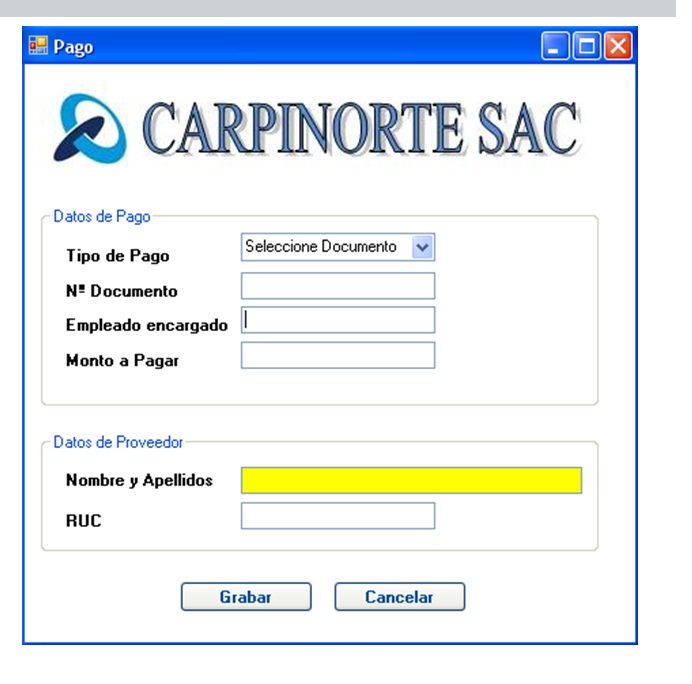 Pago
CARPINORTE SAC
Datos de Pago
Tipo de Pago Seleccione Documento
Nº Documento
Empleado encargado
Monto a Pagar
Datos de Proveedor
Nombre y Apellidos
RUC
Grabar Cancelar